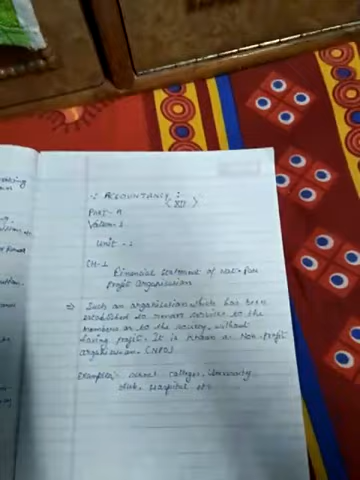 :- ACCOUNTANCY :
( XII )
Part - A
Volume - 1
Unit - 1
CH-1
Financial statement of not-for
profit organisation
⇒ Such an organisation which has been
established to render services to the
members or to the society, without
having profit. It is known as Non-profit
organisation. (NPO)
Examples:- school, colleges, University
club, hospital etc.